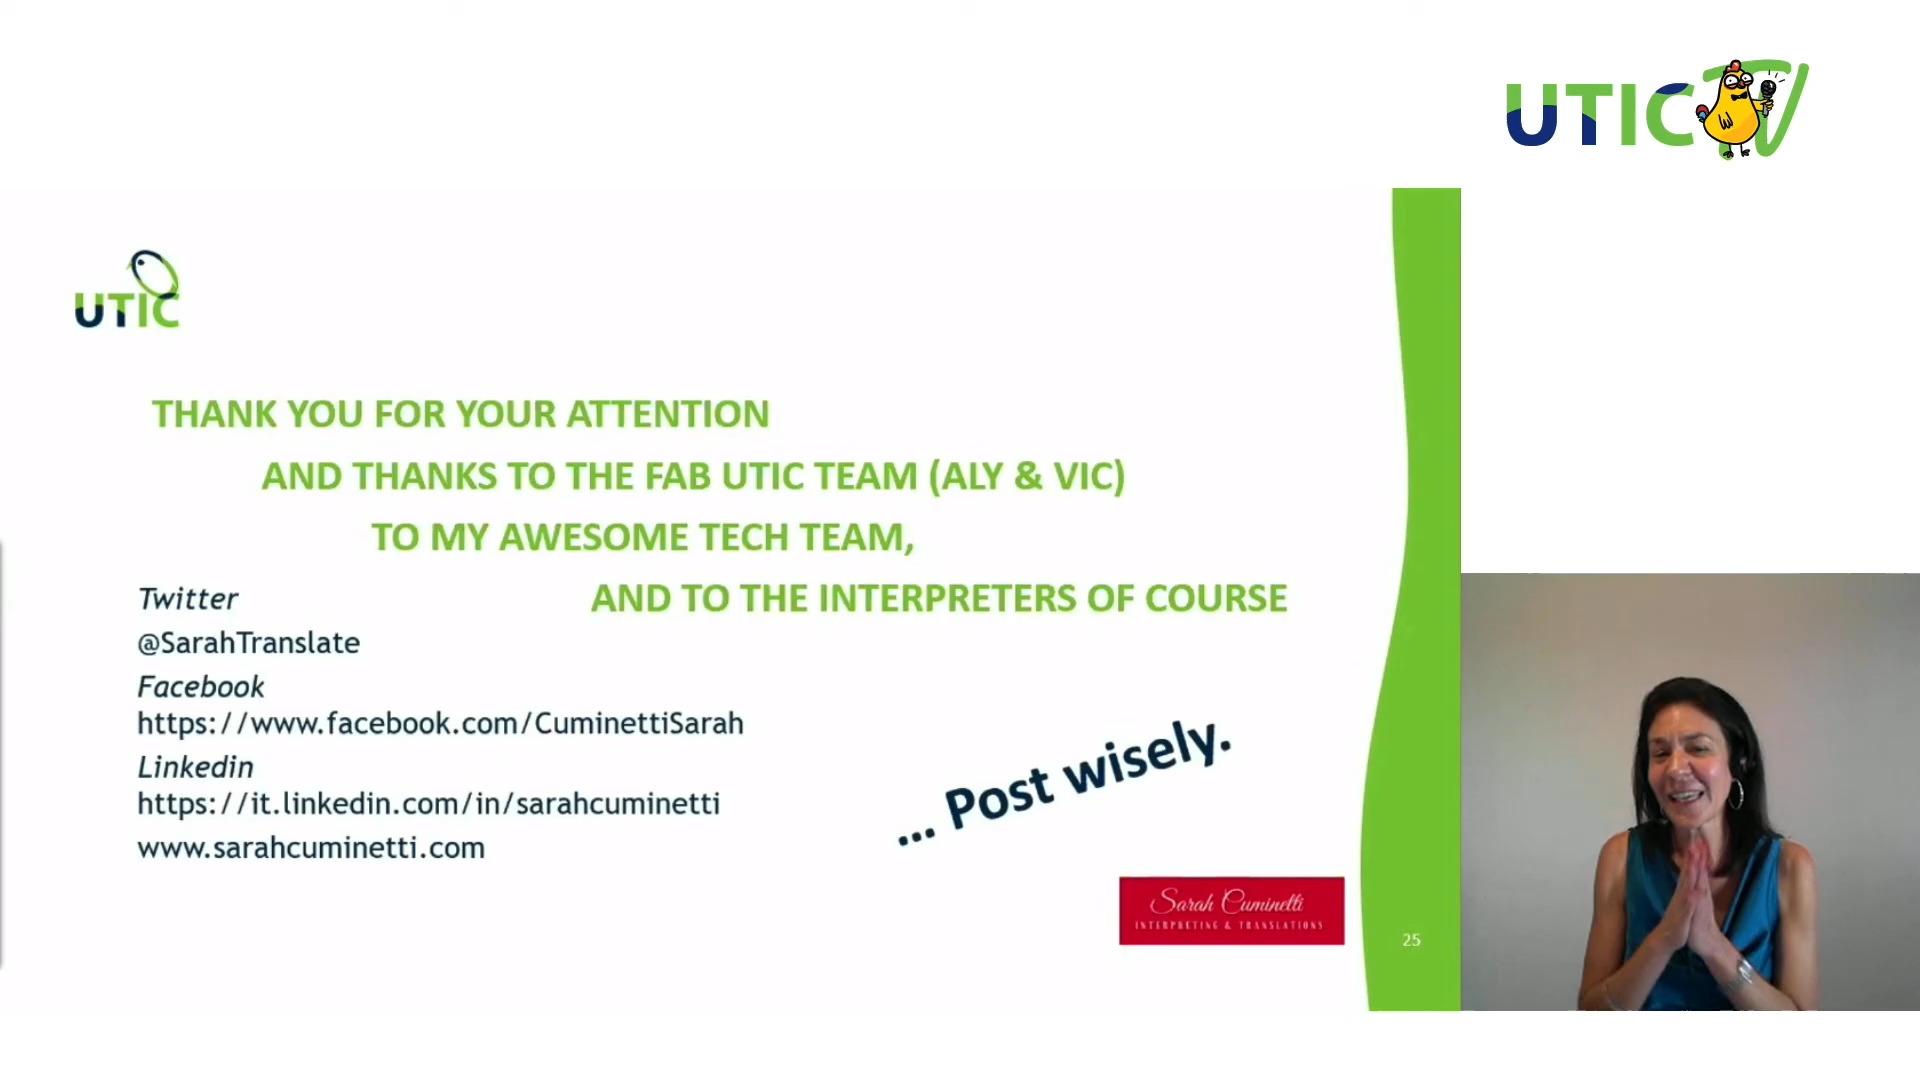 UTIC TV
UTIC
THANK YOU FOR YOUR ATTENTION
AND THANKS TO THE FAB UTIC TEAM (ALY & VIC)
TO MY AWESOME TECH TEAM,
AND TO THE INTERPRETERS OF COURSE
Twitter
@SarahTranslate
Facebook
https://www.facebook.com/CuminettiSarah
Linkedin
https://it.linkedin.com/in/sarahcuminetti
www.sarahcuminetti.com
... Post wisely.
Sarah Cuminetti
INTERPRETING & TRANSLATIONS
25